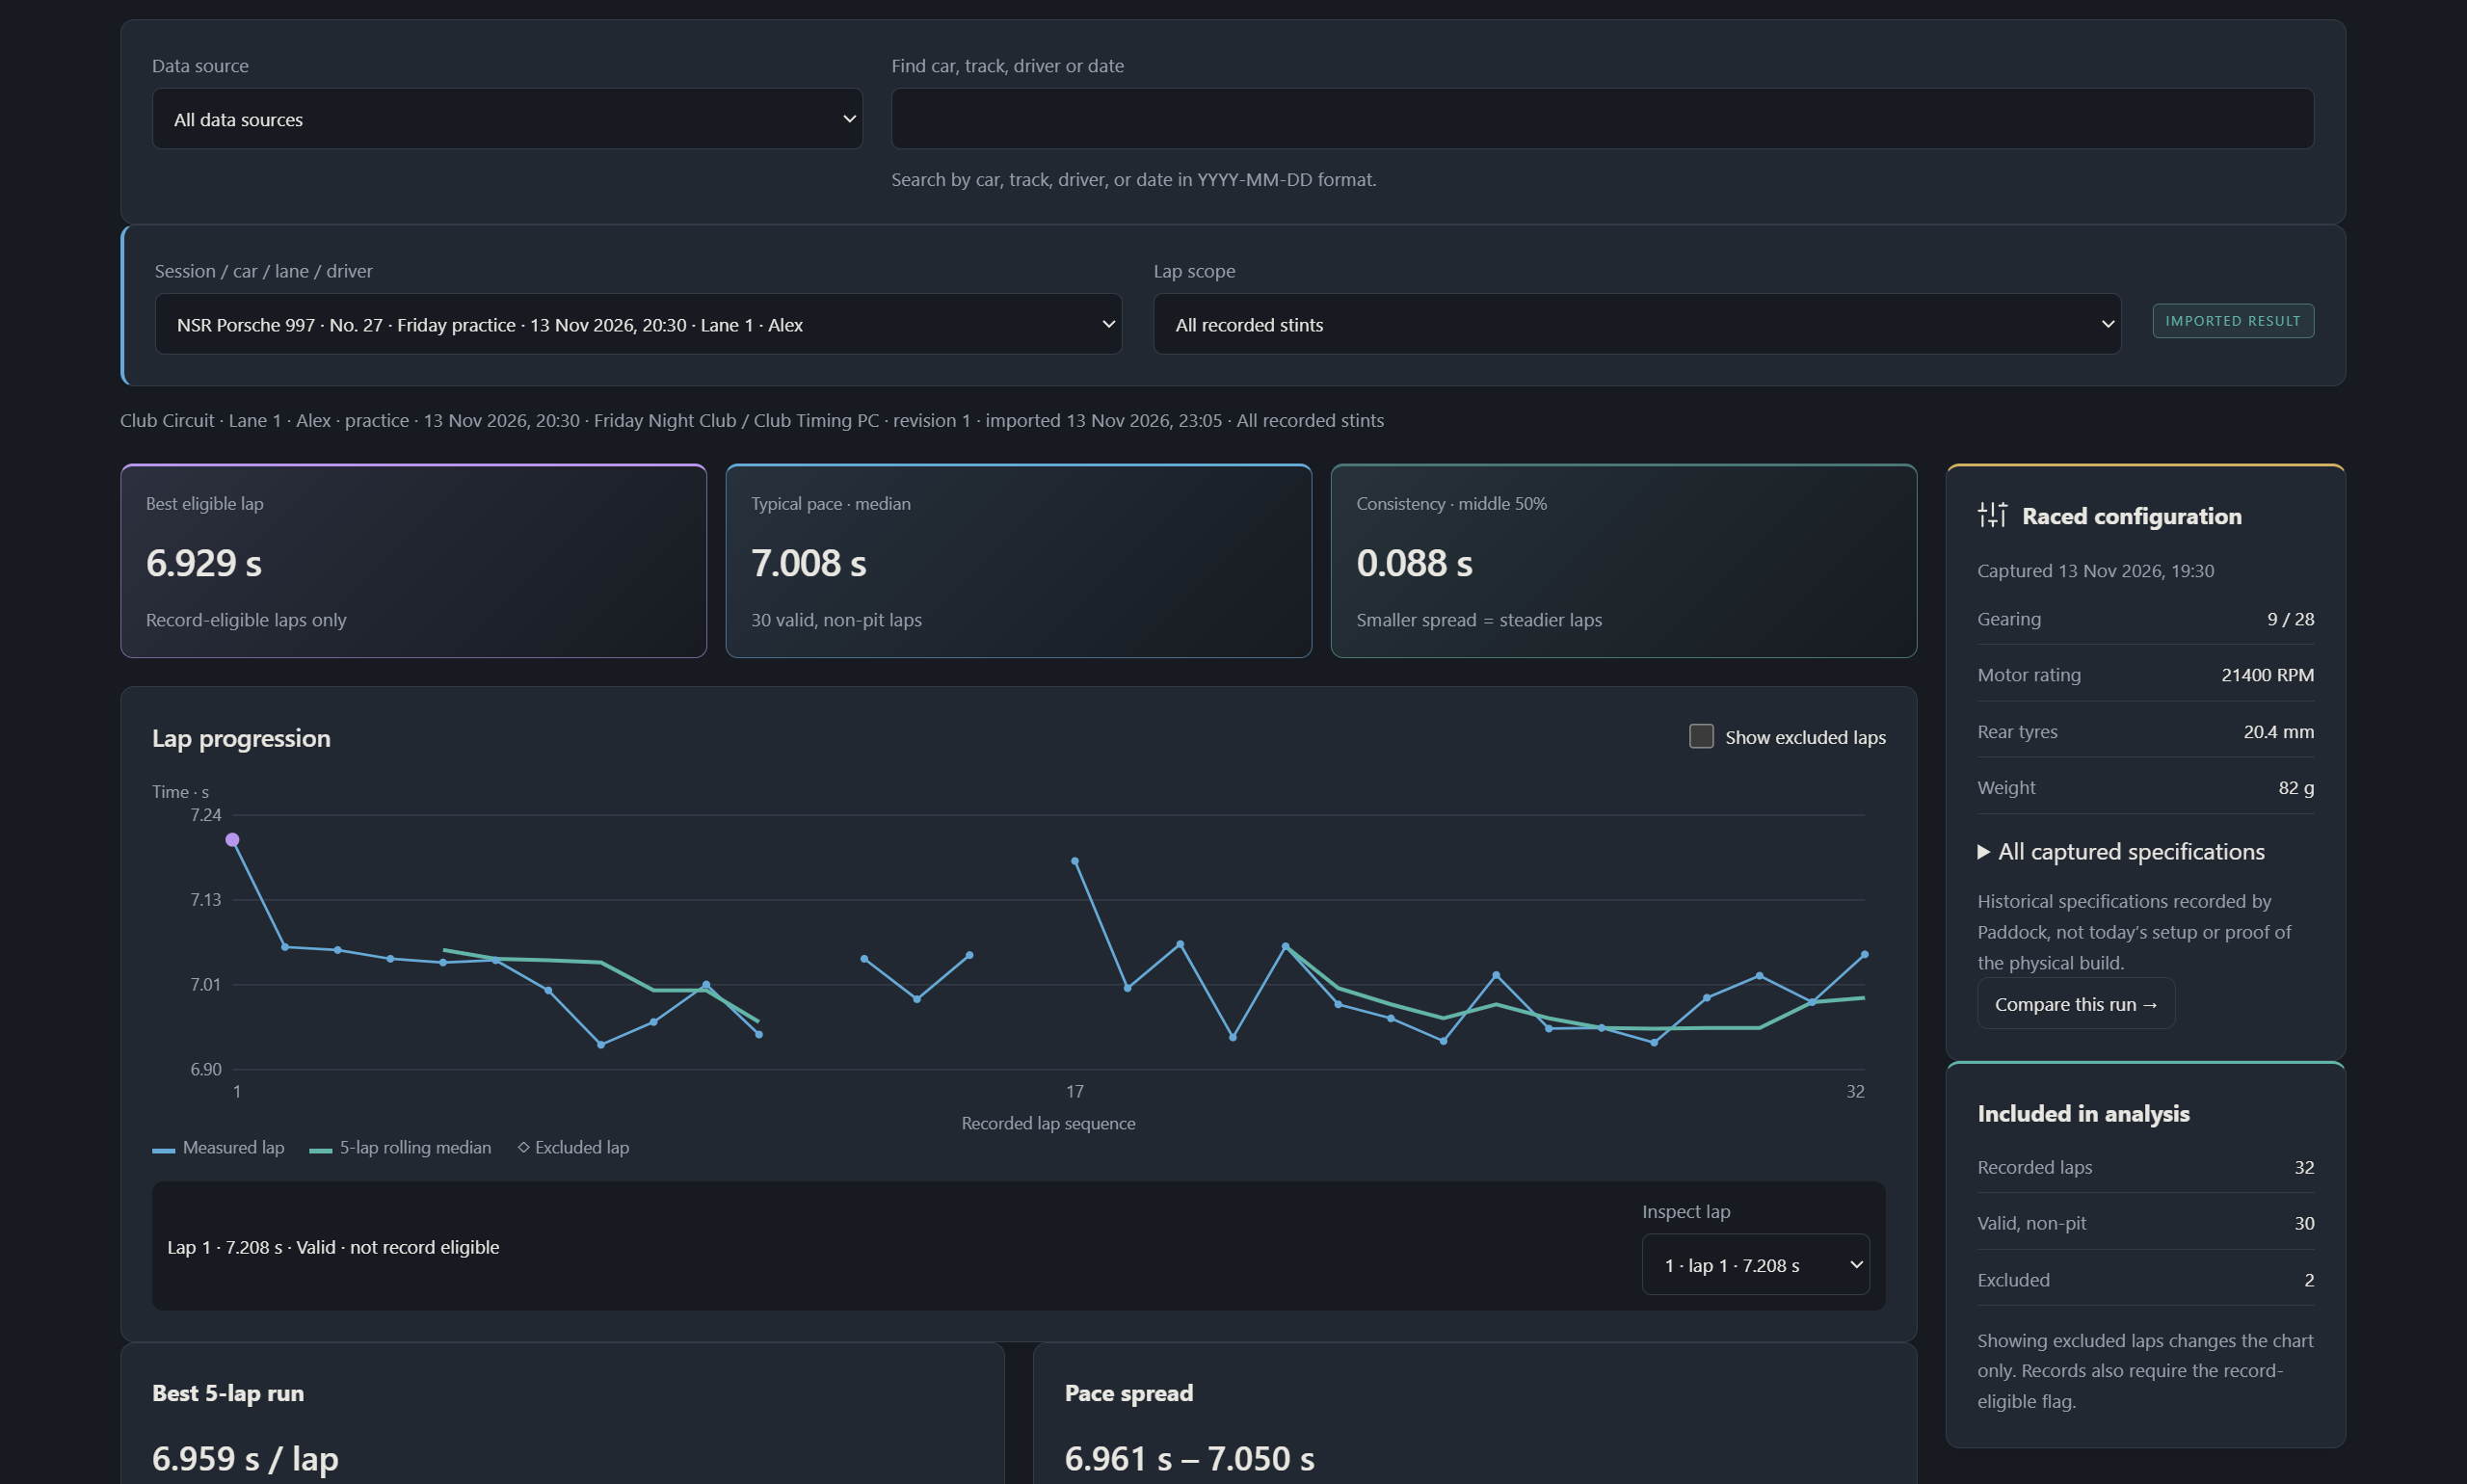 Data source
Find car, track, driver or date
All data sources
Search by car, track, driver, or date in YYYY-MM-DD format.
Session / car / lane / driver
Lap scope
NSR Porsche 997 · No. 27 · Friday practice · 13 Nov 2026, 20:30 · Lane 1 · Alex
All recorded stints
IMPORTED RESULT
Club Circuit · Lane 1 · Alex · practice · 13 Nov 2026, 20:30 · Friday Night Club / Club Timing PC · revision 1 · imported 13 Nov 2026, 23:05 · All recorded stints
Best eligible lap
6.929 s
Record-eligible laps only
Typical pace · median
7.008 s
30 valid, non-pit laps
Consistency · middle 50%
0.088 s
Smaller spread = steadier laps
Lap progression
Show excluded laps
Time · s
7.24
7.13
7.01
6.90
1
17
32
Recorded lap sequence
Measured lap
5-lap rolling median
Excluded lap
Lap 1 · 7.208 s · Valid · not record eligible
Inspect lap
1 · lap 1 · 7.208 s
Best 5-lap run
6.959 s / lap
Pace spread
6.961 s – 7.050 s
Raced configuration
Captured 13 Nov 2026, 19:30
Gearing 9 / 28
Motor rating 21400 RPM
Rear tyres 20.4 mm
Weight 82 g
All captured specifications
Historical specifications recorded by
Paddock, not today's setup or proof of
the physical build.
Compare this run →
Included in analysis
Recorded laps 32
Valid, non-pit 30
Excluded 2
Showing excluded laps changes the chart
only. Records also require the record-
eligible flag.